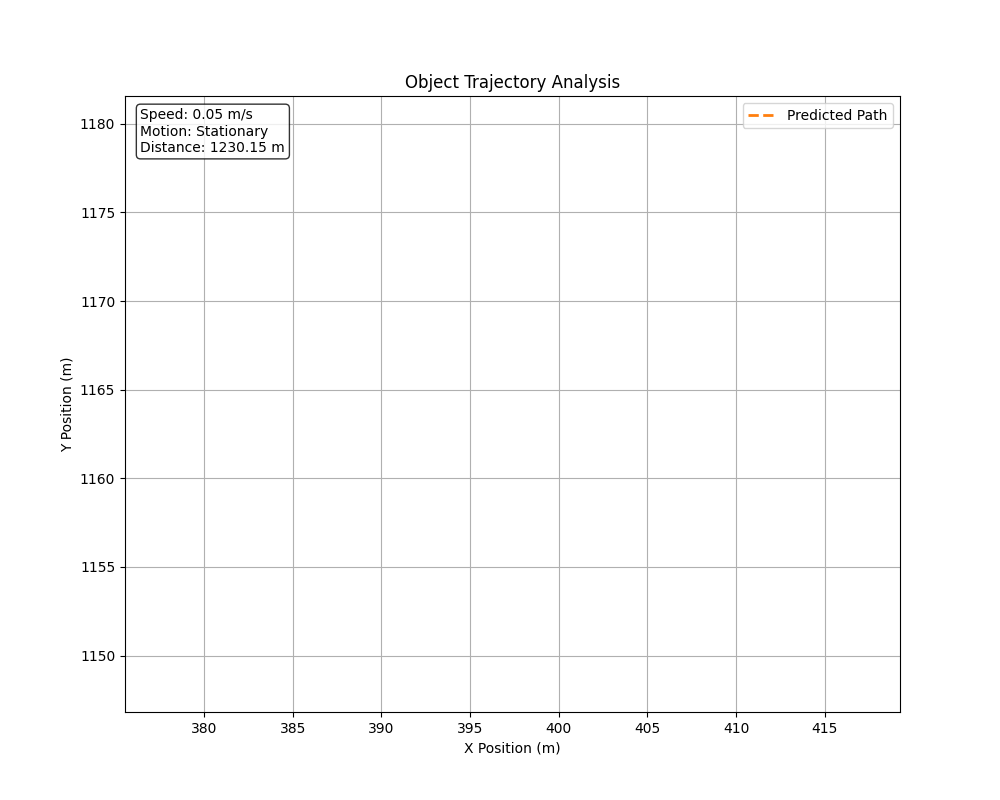 Object Trajectory Analysis
Speed: 0.05 m/s
Motion: Stationary
Distance: 1230.15 m
Predicted Path
1180
1175
1170
1165
1160
1155
1150
Y Position (m)
380 385 390 395 400 405 410 415
X Position (m)